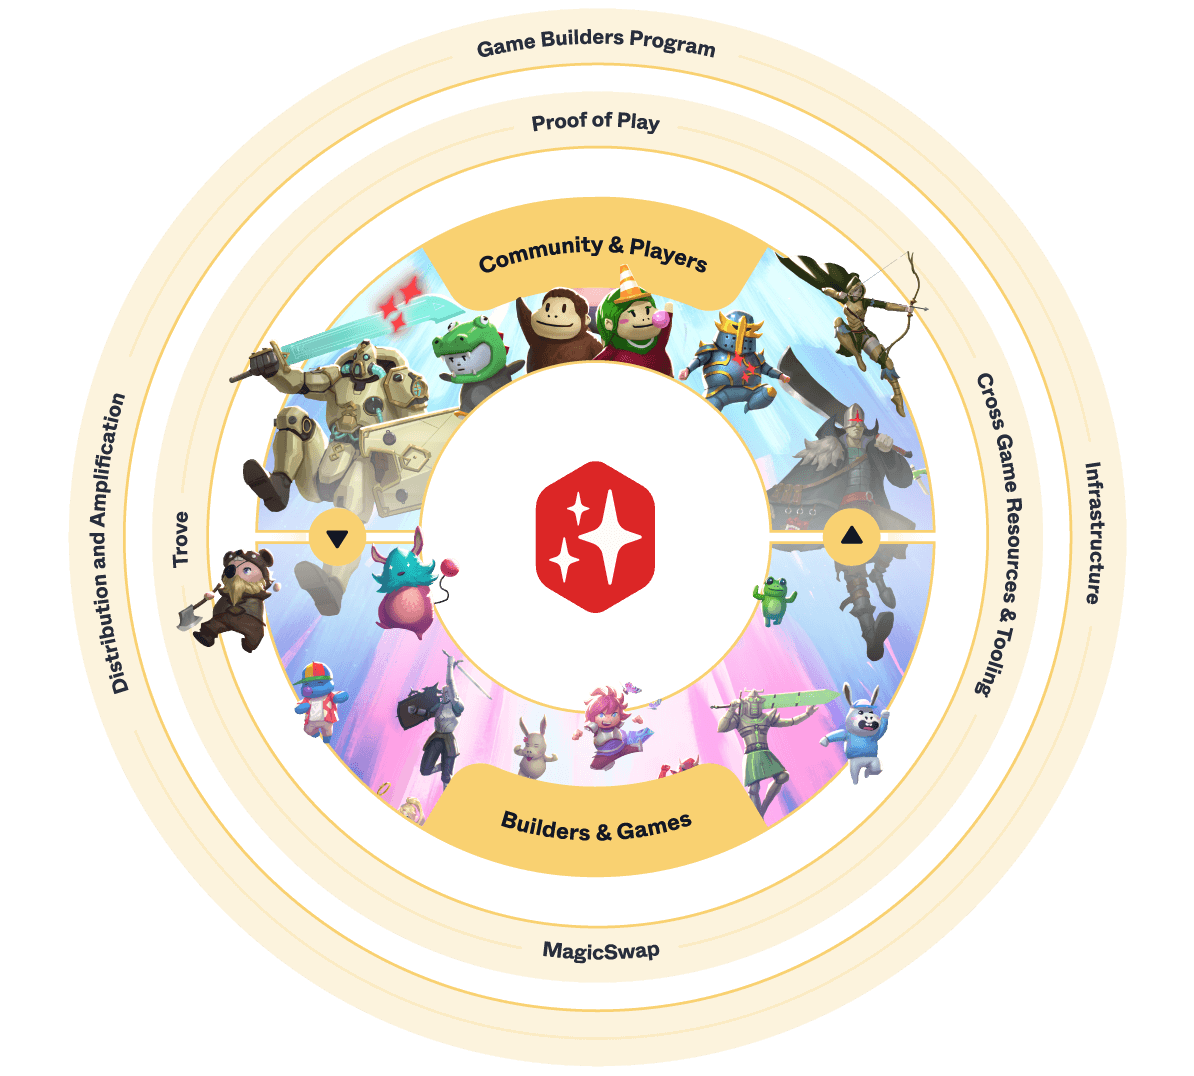 Game Builders Program
Proof of Play
Community & Players
Distribution and Amplification
Trove
Cross Game Resources & Tooling
Infrastructure
Builders & Games
MagicSwap